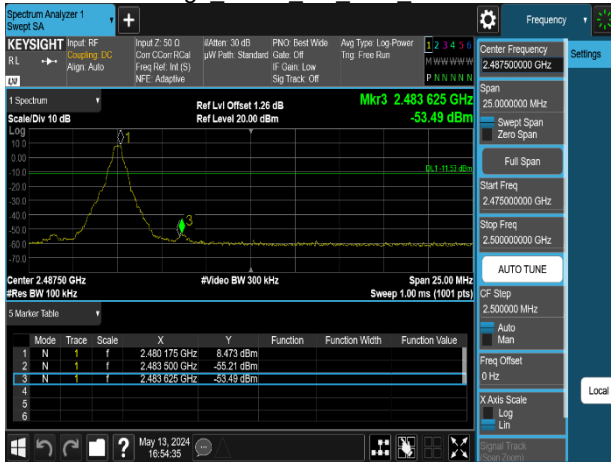 Spectrum Analyzer 1
Swept SA
+
Frequency
KEYSIGHT
RL
Input: RF
Coupling: DC
Align: Auto
Input Z: 50 Ω
Corr CCorr RCal
Freq Ref: Int (S)
NFE: Adaptive
#Atten: 30 dB
µW Path: Standard
PNO: Best Wide
Gate: Off
IF Gain: Low
Sig Track: Off
Avg Type: Log-Power
Trig: Free Run
1 2 3 4 5 6
M W W W W W
P N N N N N
1 Spectrum
Scale/Div 10 dB
Log
Ref Lvl Offset 1.26 dB
Ref Level 20.00 dBm
Mkr3 2.483 625 GHz
-53.49 dBm
10.0
0.00
-10.0
-20.0
-30.0
-40.0
-50.0
-60.0
-70.0
1
3
DL1 -11.53 dBm
Center 2.48750 GHz
#Res BW 100 kHz
#Video BW 300 kHz
Span 25.00 MHz
Sweep 1.00 ms (1001 pts)
5 Marker Table
Mode Trace Scale X Y Function Function Width Function Value
1 N 1 f 2.480 175 GHz 8.473 dBm
2 N 1 f 2.483 500 GHz -55.21 dBm
3 N 1 f 2.483 625 GHz -53.49 dBm
4
5
6
?
May 13, 2024
16:54:35
Center Frequency
2.487500000 GHz
Span
25.0000000 MHz
Swept Span
Zero Span
Full Span
Start Freq
2.475000000 GHz
Stop Freq
2.500000000 GHz
AUTO TUNE
CF Step
2.500000 MHz
Auto
Man
Freq Offset
0 Hz
X Axis Scale
Log
Lin
Signal Track
(Span Zoom)
Settings
Local